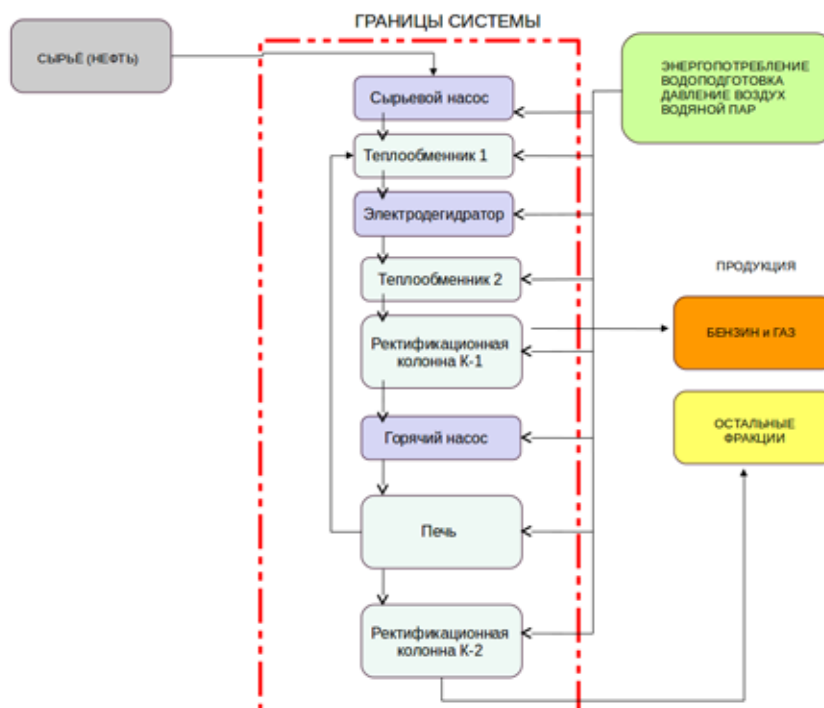 ГРАНИЦЫ СИСТЕМЫ
СЫРЬЁ (НЕФТЬ)
ЭНЕРГОПОТРЕБЛЕНИЕ
ВОДОПОДГОТОВКА
ДАВЛЕНИЕ ВОЗДУХ
ВОДЯНОЙ ПАР
Сырьевой насос
Теплообменник 1
Электродегидратор
Теплообменник 2
ПРОДУКЦИЯ
Ректификационная
колонна К-1
БЕНЗИН и ГАЗ
Горячий насос
ОСТАЛЬНЫЕ
ФРАКЦИИ
Печь
Ректификационная
колонна К-2